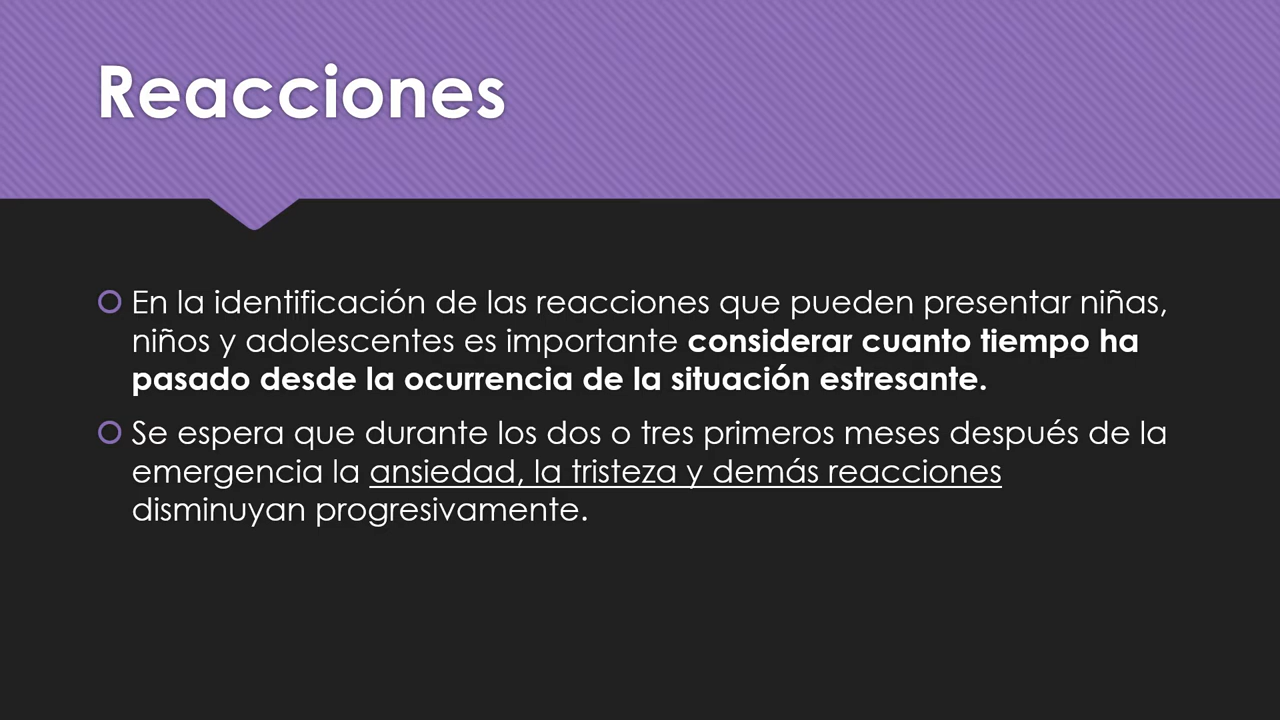 Reacciones
En la identificación de las reacciones que pueden presentar niñas,
niños y adolescentes es importante considerar cuanto tiempo ha
pasado desde la ocurrencia de la situación estresante.
Se espera que durante los dos o tres primeros meses después de la
emergencia la ansiedad, la tristeza y demás reacciones
disminuyan progresivamente.